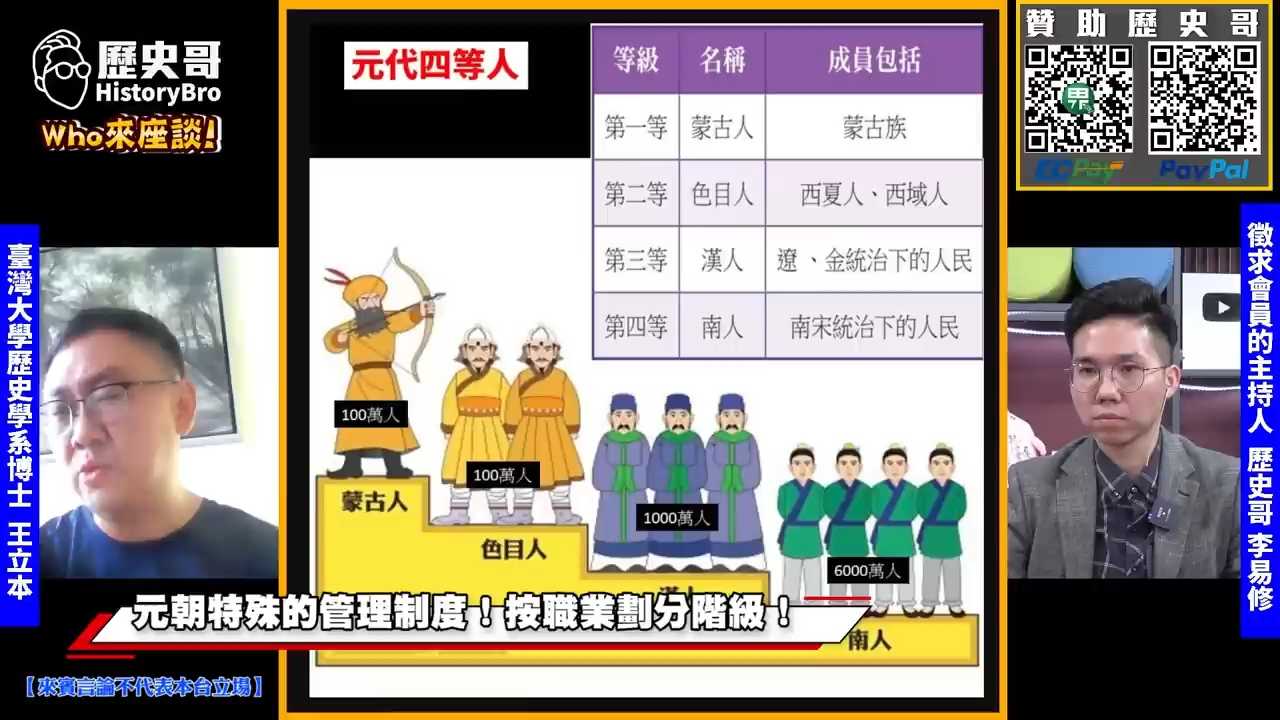 歷史哥
HistoryBro
Who來座談!
元代四等人
等級 名稱 成員包括
第一等 蒙古人 蒙古族
第二等 色目人 西夏人、西域人
第三等 漢人 遼、金統治下的人民
第四等 南人 南宋統治下的人民
贊助歷史哥
ECPay PayPal
臺灣大學歷史學系博士 王立本
徵求會員的主持人 歷史哥 李易修
100萬人
100萬人
1000萬人
6000萬人
蒙古人
色目人
南人
元朝特殊的管理制度!按職業劃分階級!
【來賓言論不代表本台立場】